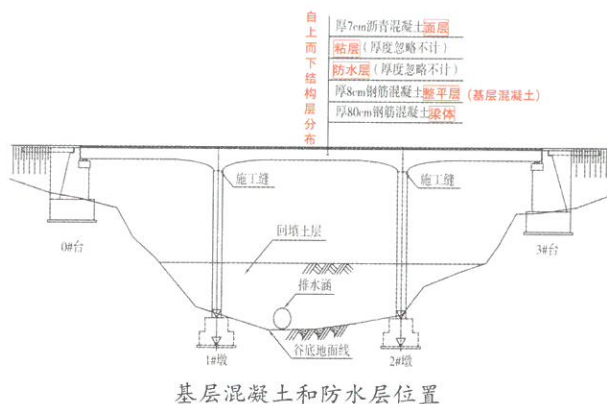 自上而下结构层分布
厚7cm沥青混凝土面层
粘层(厚度忽略不计)
防水层(厚度忽略不计)
厚8cm钢筋混凝土整平层(基层混凝土)
厚80cm钢筋混凝土梁体
施工缝
施工缝
回填土层
0#台
3#台
排水涵
谷底地面线
1#墩
2#墩
基层混凝土和防水层位置